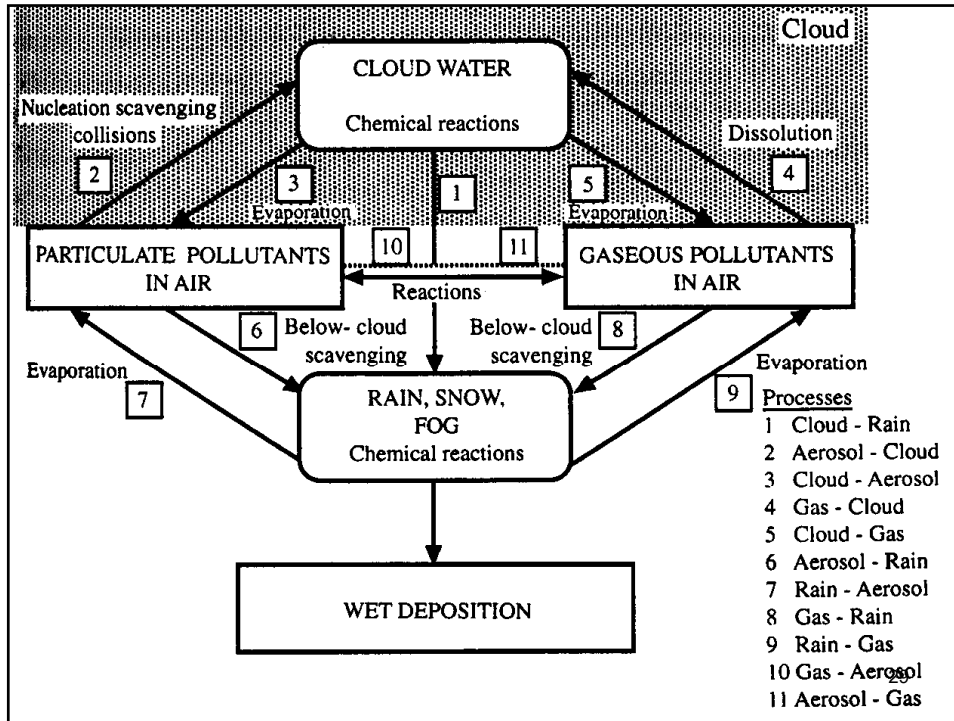 Cloud
CLOUD WATER
Chemical reactions
Nucleation scavenging
collisions
2
3
Evaporation
1
5
Evaporation
Dissolution
4
PARTICULATE POLLUTANTS
IN AIR
10
11
Reactions
GASEOUS POLLUTANTS
IN AIR
6
Below- cloud
scavenging
Below- cloud
scavenging
8
Evaporation
7
Evaporation
9
RAIN, SNOW,
FOG
Chemical reactions
WET DEPOSITION
Processes
1 Cloud - Rain
2 Aerosol - Cloud
3 Cloud - Aerosol
4 Gas - Cloud
5 Cloud - Gas
6 Aerosol - Rain
7 Rain - Aerosol
8 Gas - Rain
9 Rain - Gas
10 Gas - Aerosol
11 Aerosol - Gas
29